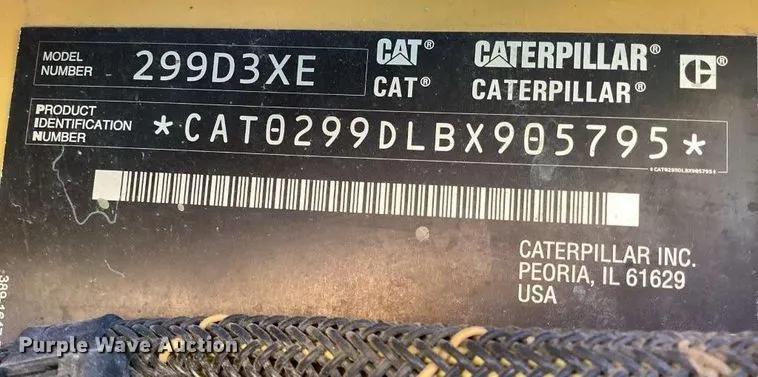 MODEL NUMBER 299D3XE
CAT® CATERPILLAR® C®
CAT® CATERPILLAR®
PRODUCT IDENTIFICATION NUMBER *CAT0299DLBX905795*
*CAT0299DLBX905795*
CATERPILLAR INC.
PEORIA, IL 61629
USA
Purple Wave Auction